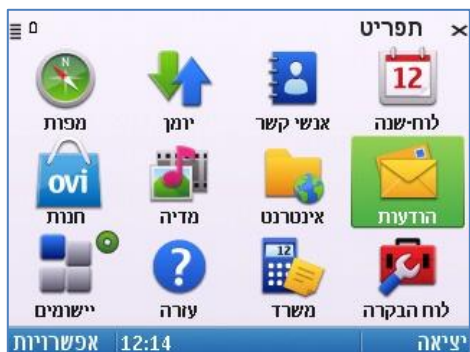 תפריט
12
לוח-שנה
אנשי קשר
יומן
N
מפות
הודעות
אינטרנט
מדיה
ovi
חנות
12
לוח הבקרה
משרד
?
עזרה
יישומים
יציאה
12:14
אפשרויות